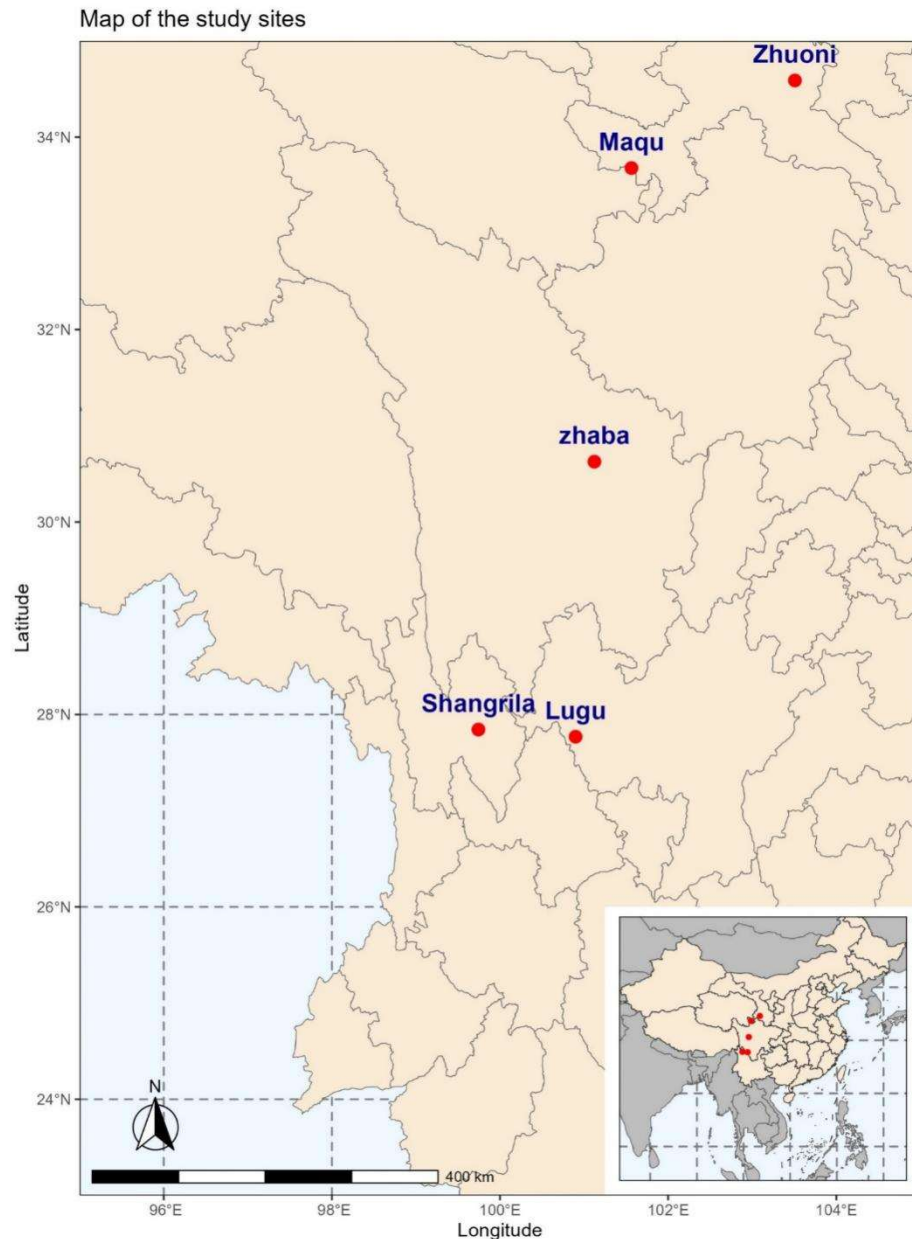 Map of the study sites
Zhuoni
34°N
Maqu
32°N
zhaba
30°N
Latitude
28°N
Shangrila
Lugu
26°N
24°N
N
400 km
96°E
98°E
100°E
102°E
104°E
Longitude